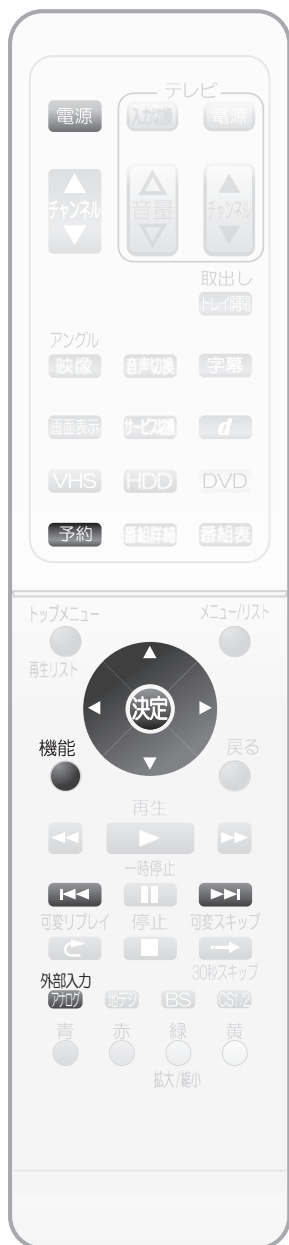 テレビ
電源 入力切換 電源
チャンネル 音量 チャンネル
取出し
トレイ開閉
アングル
映像 音声切換 字幕
画面表示 サービス切換 d
VHS HDD DVD
予約 番組詳細 番組表
トップメニュー メニュー/リスト
再生リスト
決定
機能 戻る
再生
一時停止
可変リプレイ 停止 可変スキップ
30秒スキップ
外部入力
アナログ 地デジ BS CS1/2
青 赤 緑 黄
拡大/縮小